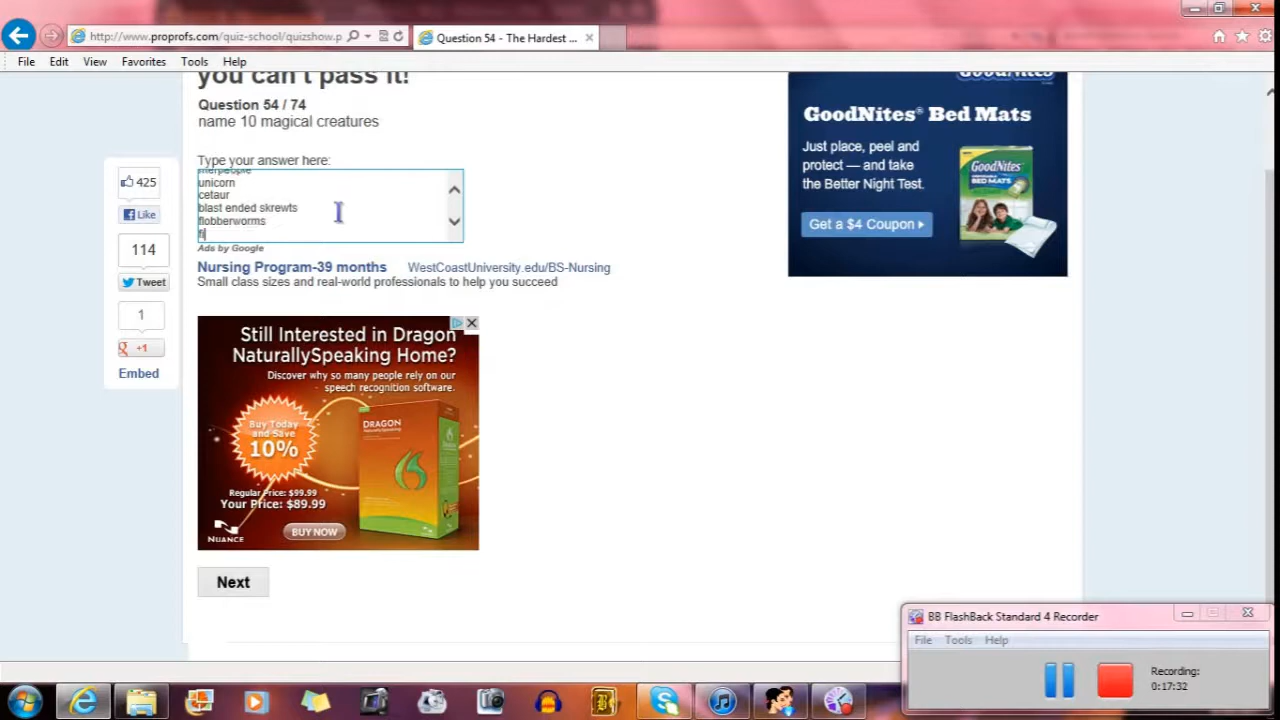 http://www.proprofs.com/quiz-school/quizshow.p
Question 54 - The Hardest ...
File Edit View Favorites Tools Help
you can't pass it!
Question 54 / 74
name 10 magical creatures
Type your answer here:
merpeople
unicorn
cetaur
blast ended skrewts
flobberworms
fi
Ads by Google
Nursing Program-39 months WestCoastUniversity.edu/BS-Nursing
Small class sizes and real-world professionals to help you succeed
425
Like
114
Tweet
1
+1
Embed
GoodNites
GoodNites® Bed Mats
Just place, peel and
protect — and take
the Better Night Test.
Get a $4 Coupon
GoodNites
Still Interested in Dragon
NaturallySpeaking Home?
Discover why so many people rely on our
speech recognition software.
Buy Today
and Save
10%
Regular Price: $99.99
Your Price: $89.99
BUY NOW
NUANCE
DRAGON
Next
BB FlashBack Standard 4 Recorder
File Tools Help
Recording:
0:17:32